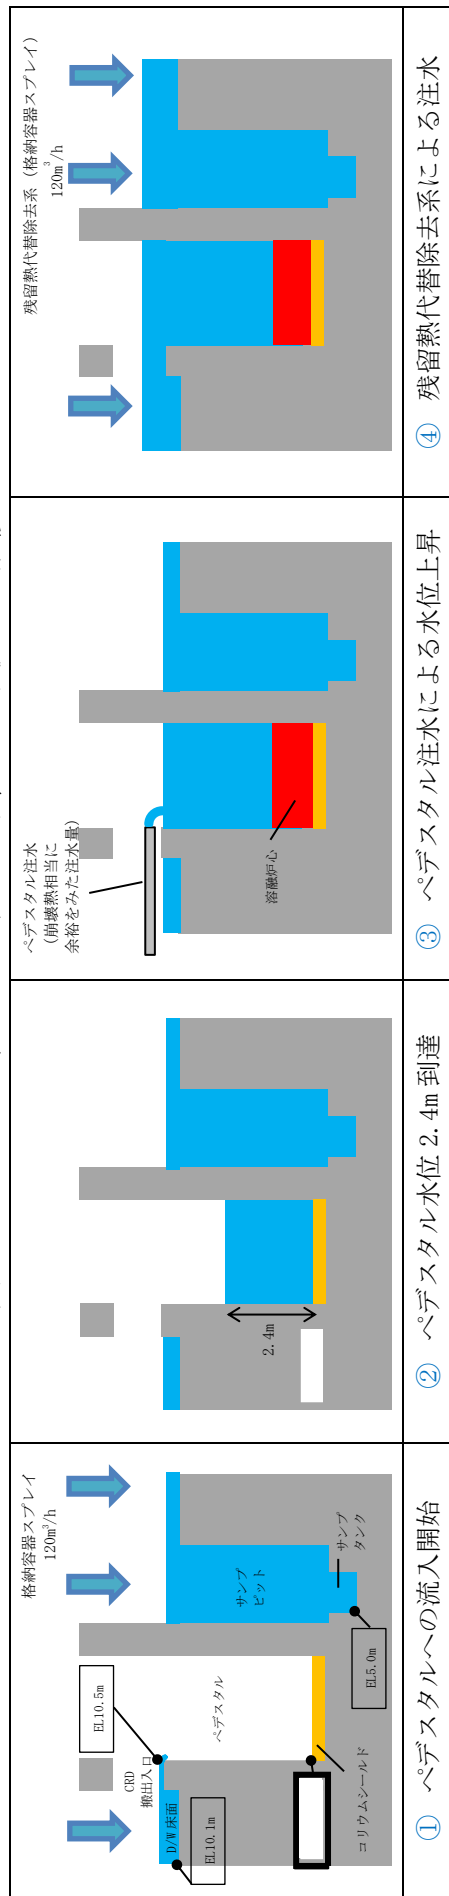 格納容器スプレイ
120m³/h
EL10.5m
CRD
搬出入口
D/W床面
EL10.1m
ペデスタル
サンプ
ピット
サンプ
タンク
EL5.0m
コリウムシールド
① ペデスタルへの流入開始
2.4m
② ペデスタル水位 2.4m 到達
ペデスタル注水
(崩壊熱相当に
余裕をみた注水量)
溶融炉心
③ ペデスタル注水による水位上昇
残留熱代替除去系 (格納容器スプレイ)
120m³/h
④ 残留熱代替除去系による注水